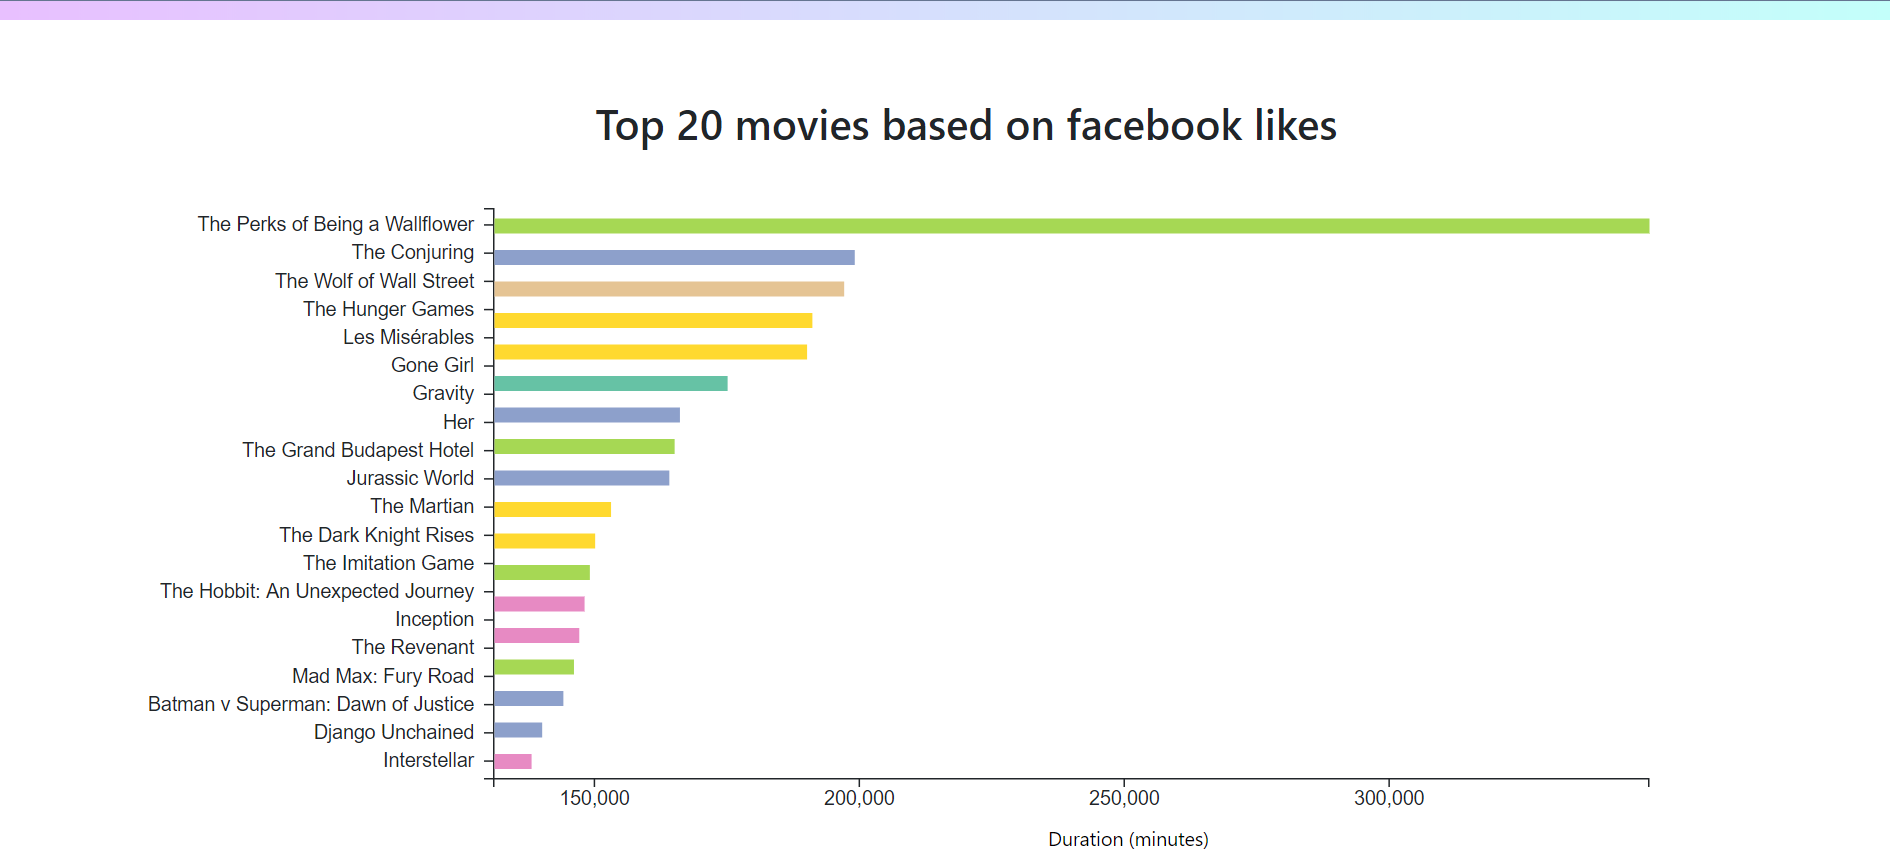 Top 20 movies based on facebook likes
The Perks of Being a Wallflower
The Conjuring
The Wolf of Wall Street
The Hunger Games
Les Misérables
Gone Girl
Gravity
Her
The Grand Budapest Hotel
Jurassic World
The Martian
The Dark Knight Rises
The Imitation Game
The Hobbit: An Unexpected Journey
Inception
The Revenant
Mad Max: Fury Road
Batman v Superman: Dawn of Justice
Django Unchained
Interstellar
150,000 200,000 250,000 300,000
Duration (minutes)